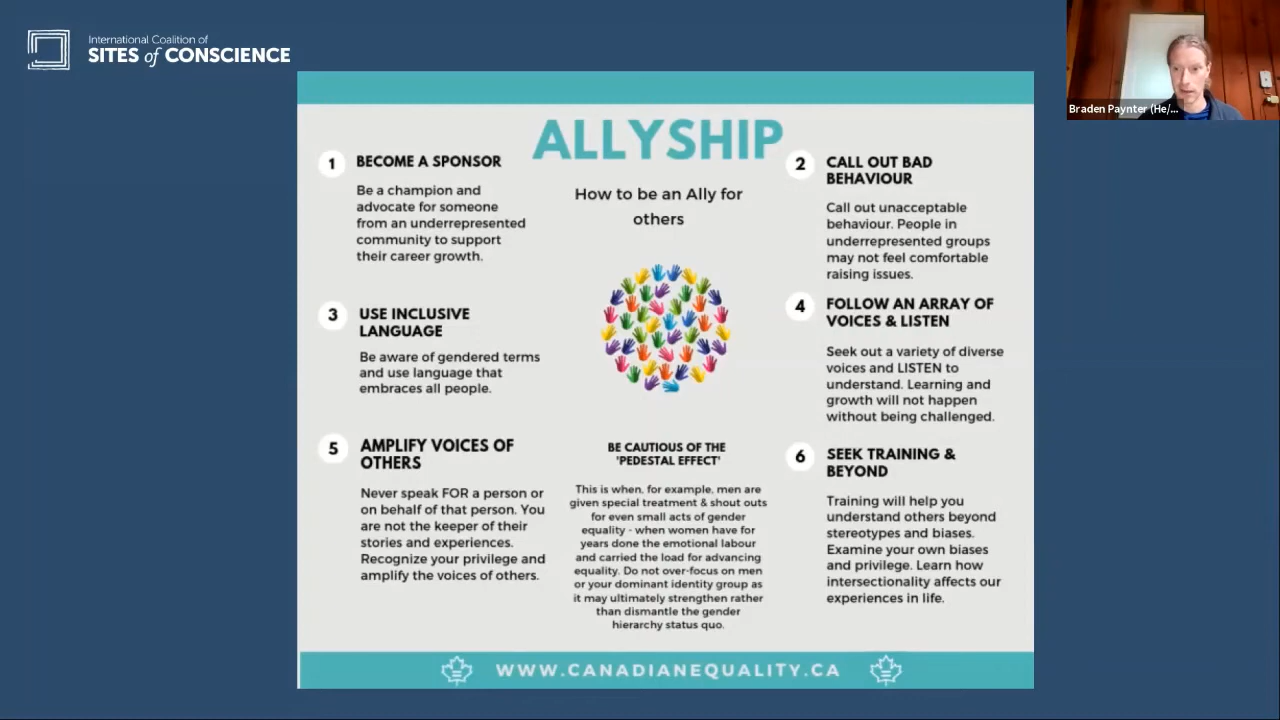 International Coalition of
SITES of CONSCIENCE
Braden Paynter (He/...
ALLYSHIP
How to be an Ally for
others
1
BECOME A SPONSOR
Be a champion and
advocate for someone
from an underrepresented
community to support
their career growth.
2
CALL OUT BAD
BEHAVIOUR
Call out unacceptable
behaviour. People in
underrepresented groups
may not feel comfortable
raising issues.
3
USE INCLUSIVE
LANGUAGE
Be aware of gendered terms
and use language that
embraces all people.
4
FOLLOW AN ARRAY OF
VOICES & LISTEN
Seek out a variety of diverse
voices and LISTEN to
understand. Learning and
growth will not happen
without being challenged.
5
AMPLIFY VOICES OF
OTHERS
Never speak FOR a person or
on behalf of that person. You
are not the keeper of their
stories and experiences.
Recognize your privilege and
amplify the voices of others.
BE CAUTIOUS OF THE
'PEDESTAL EFFECT'
This is when, for example, men are
given special treatment & shout outs
for even small acts of gender
equality - when women have for
years done the emotional labour
and carried the load for advancing
equality. Do not over-focus on men
or your dominant identity group as
it may ultimately strengthen rather
than dismantle the gender
hierarchy status quo.
6
SEEK TRAINING &
BEYOND
Training will help you
understand others beyond
stereotypes and biases.
Examine your own biases
and privilege. Learn how
intersectionality affects our
experiences in life.
WWW.CANADIANEQUALITY.CA